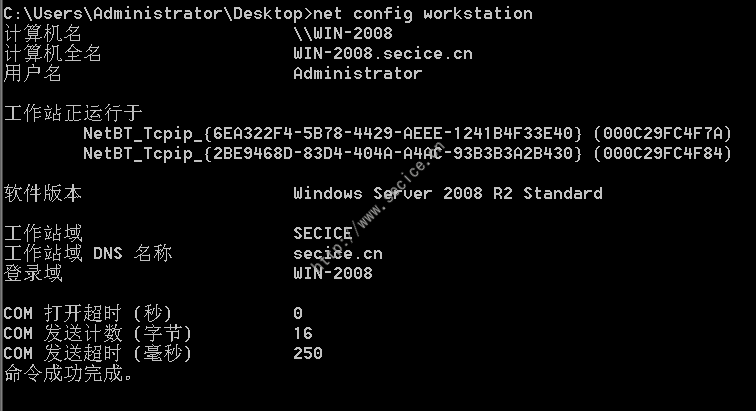 C:\Users\Administrator\Desktop>net config workstation
计算机名 \\WIN-2008
计算机全名 WIN-2008.secice.cn
用户名 Administrator
工作站正运行于
NetBT_Tcpip_{6EA322F4-5B78-4429-AEEE-1241B4F33E40} (000C29FC4F7A)
NetBT_Tcpip_{2BE9468D-83D4-404A-A4AC-93B3B3A2B430} (000C29FC4F84)
软件版本 Windows Server 2008 R2 Standard
工作站域 SECICE
工作站域 DNS 名称 secice.cn
登录域 WIN-2008
COM 打开超时 (秒) 0
COM 发送计数 (字节) 16
COM 发送超时 (毫秒) 250
命令成功完成。
http://www.secice.cn